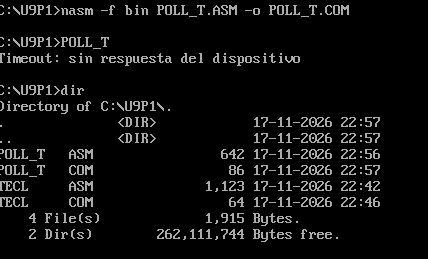 C:\U9P1>nasm -f bin POLL_T.ASM -o POLL_T.COM
C:\U9P1>POLL_T
Timeout: sin respuesta del dispositivo
C:\U9P1>dir
Directory of C:\U9P1\.
. <DIR> 17-11-2026 22:57
.. <DIR> 17-11-2026 22:57
POLL_T ASM 642 17-11-2026 22:56
POLL_T COM 86 17-11-2026 22:57
TECL ASM 1,123 17-11-2026 22:42
TECL COM 64 17-11-2026 22:46
4 File(s) 1,915 Bytes.
2 Dir(s) 262,111,744 Bytes free.